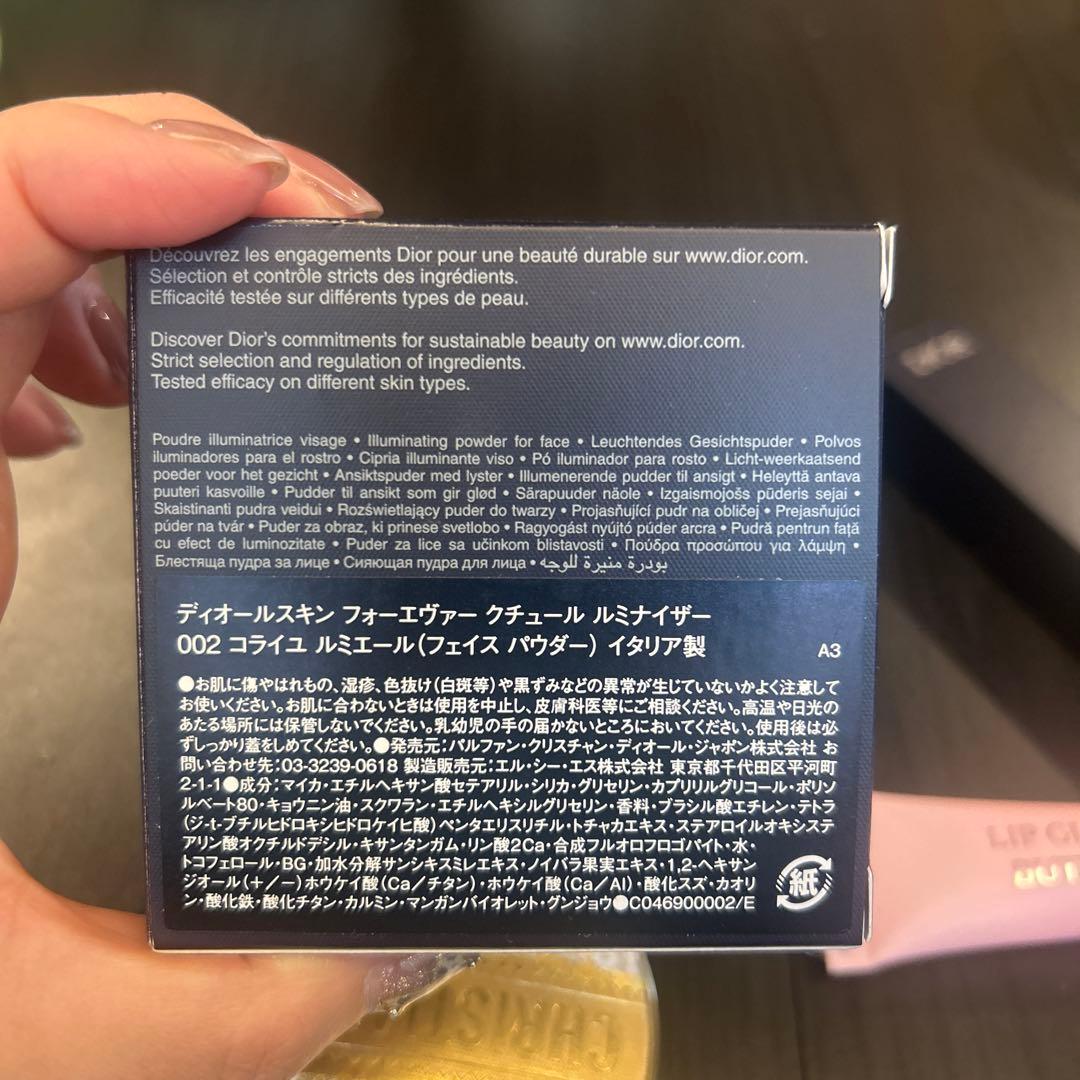 Découvrez les engagements Dior pour une beauté durable sur www.dior.com.
Sélection et contrôle stricts des ingrédients.
Efficacité testée sur différents types de peau.
Discover Dior's commitments for sustainable beauty on www.dior.com.
Strict selection and regulation of ingredients.
Tested efficacy on different skin types.
Poudre illuminatrice visage • Illuminating powder for face • Leuchtendes Gesichtspuder • Polvos
iluminadores para el rostro • Cipria illuminante viso • Pó iluminador para rosto • Licht-weerkaatsend
poeder voor het gezicht • Ansiktspuder med lyster • Illumenerende pudder til ansigt • Heleyttä antava
puuteri kasvoille • Pudder til ansikt som gir glød • Särapuuder näole • Izgaismojošs pūderis sejai •
Skaistinanti pudra veidui • Rozświetlający puder do twarzy • Projasňující pudr na obličej • Prejasňujúci
púder na tvár • Puder za obraz, ki prinese svetlobo • Ragyogást nyújtó púder arcra • Pudră pentrun față
cu efect de luminozitate • Puder za lice sa učinkom blistavosti • Πούδρα προσώπου για λάμψη •
Блестяща пудра за лице • Сияющая пудра для лица • بودرة منيرة للوجه
ディオールスキン フォーエヴァー クチュール ルミナイザー
002 コライユ ルミエール(フェイス パウダー) イタリア製
A3
●お肌に傷やはれもの、湿疹、色抜け(白斑等)や黒ずみなどの異常が生じていないかよく注意して
お使いください。お肌に合わないときは使用を中止し、皮膚科医等にご相談ください。高温や日光の
あたる場所には保管しないでください。乳幼児の手の届かないところにおいてください。使用後は必
ずしっかり蓋をしめてください。●発売元:パルファン・クリスチャン・ディオール・ジャポン株式会社 お
問い合わせ先:03-3239-0618 製造販売元:エル・シー・エス株式会社 東京都千代田区平河町
2-1-1●成分:マイカ・エチルヘキサン酸セテアリル・シリカ・グリセリン・カプリリルグリコール・ポリソ
ルベート80・キョウニン油・スクワラン・エチルヘキシルグリセリン・香料・ブラシル酸エチレン・テトラ
(ジ-t-ブチルヒドロキシヒドロケイヒ酸)ペンタエリスリチル・トチャカエキス・ステアロイルオキシステ
アリン酸オクチルドデシル・キサンタンガム・リン酸2Ca・合成フルオロフロゴパイト・水・
トコフェロール・BG・加水分解サンシキスミレエキス・ノイバラ果実エキス・1,2-ヘキサン
ジオール(+/−)ホウケイ酸(Ca/チタン)・ホウケイ酸(Ca/Al)・酸化スズ・カオリ
ン・酸化鉄・酸化チタン・カルミン・マンガンバイオレット・グンジョウ●C046900002/E
紙
DIOR
LIP GL
CHRIST